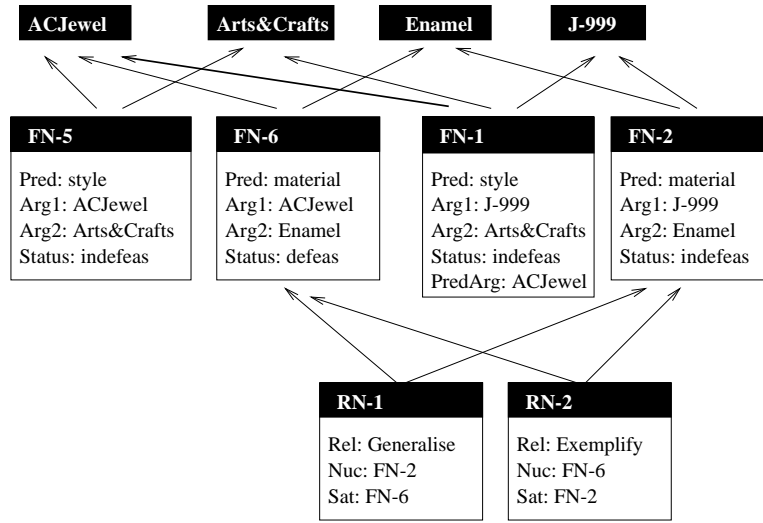 ACJewel
Arts&Crafts
Enamel
J-999
FN-5
Pred: style
Arg1: ACJewel
Arg2: Arts&Crafts
Status: indefeas
FN-6
Pred: material
Arg1: ACJewel
Arg2: Enamel
Status: defeas
FN-1
Pred: style
Arg1: J-999
Arg2: Arts&Crafts
Status: indefeas
PredArg: ACJewel
FN-2
Pred: material
Arg1: J-999
Arg2: Enamel
Status: indefeas
RN-1
Rel: Generalise
Nuc: FN-2
Sat: FN-6
RN-2
Rel: Exemplify
Nuc: FN-6
Sat: FN-2